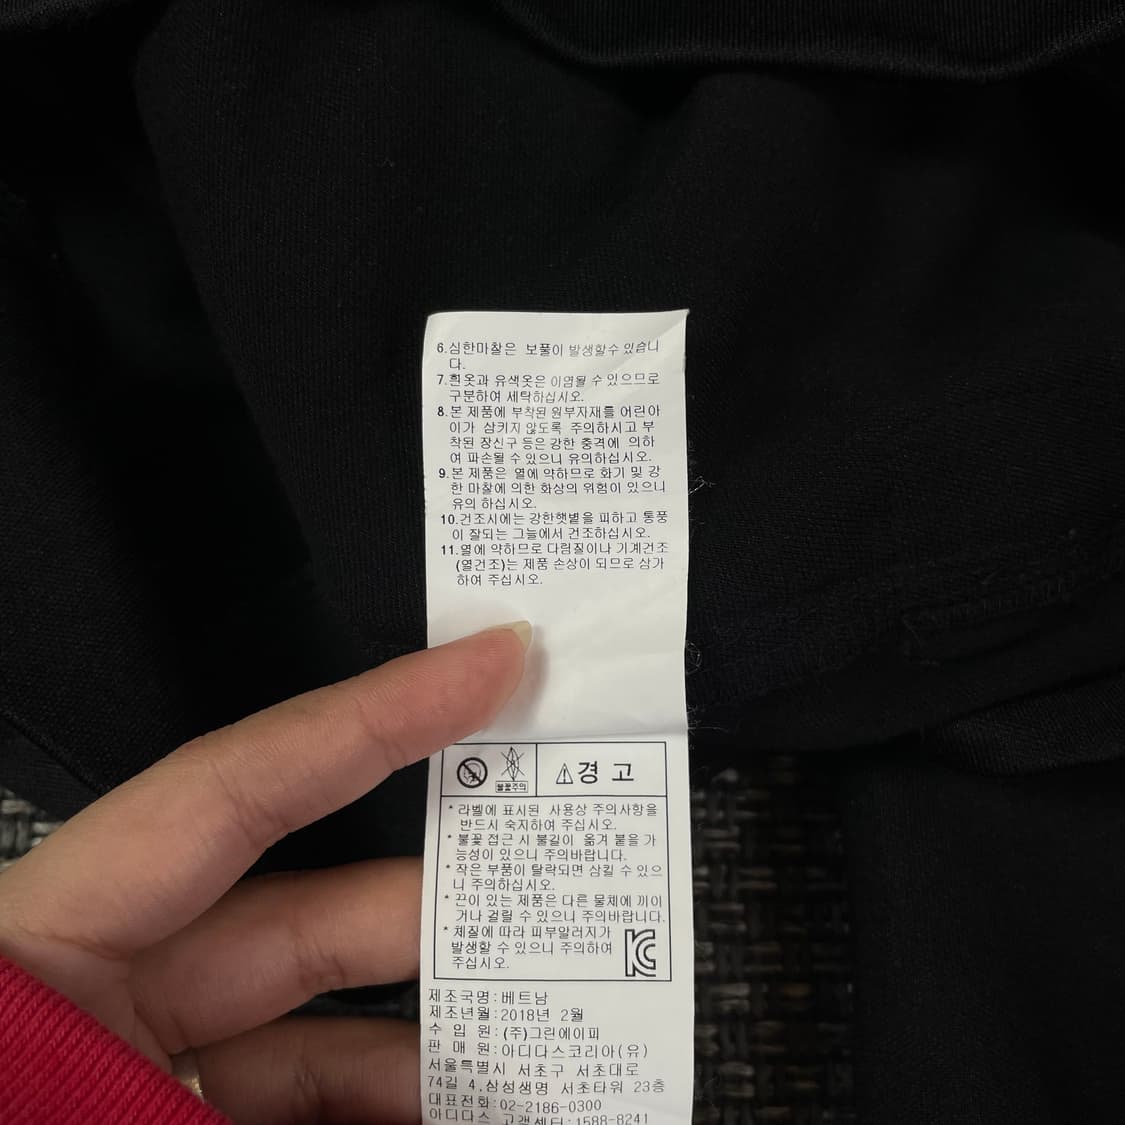 6.심한마찰은 보풀이 발생할수 있습니
다.
7.흰옷과 유색옷은 이염될 수 있으므로
구분하여 세탁하십시오.
8.본 제품에 부착된 원부자재를 어린아
이가 삼키지 않도록 주의하시고 부
착된 장신구 등은 강한 충격에 의하
여 파손될 수 있으니 유의하십시오.
9.본 제품은 열에 약하므로 화기 및 강
한 마찰에 의한 화상의 위험이 있으니
유의 하십시오.
10.건조시에는 강한햇볕을 피하고 통풍
이 잘되는 그늘에서 건조하십시오.
11.열에 약하므로 다림질이나 기계건조
(열건조)는 제품 손상이 되므로 삼가
하여 주십시오.
불꽃주의
경 고
* 라벨에 표시된 사용상 주의사항을
반드시 숙지하여 주십시오.
* 불꽃 접근 시 불길이 옮겨 붙을 가
능성이 있으니 주의바랍니다.
* 작은 부품이 탈락되면 삼킬 수 있으
니 주의하십시오.
* 끈이 있는 제품은 다른 물체에 끼이
거나 걸릴 수 있으니 주의바랍니다.
* 체질에 따라 피부알러지가
발생할 수 있으니 주의하여
주십시오.
KC
제조국명:베트남
제조년월:2018년 2월
수 입 원:(주)그린에이피
판 매 원:아디다스코리아(유)
서울특별시 서초구 서초대로
74길 4,삼성생명 서초타워 23층
대표전화:02-2186-0300
아디다스 고객센터:1588-8241